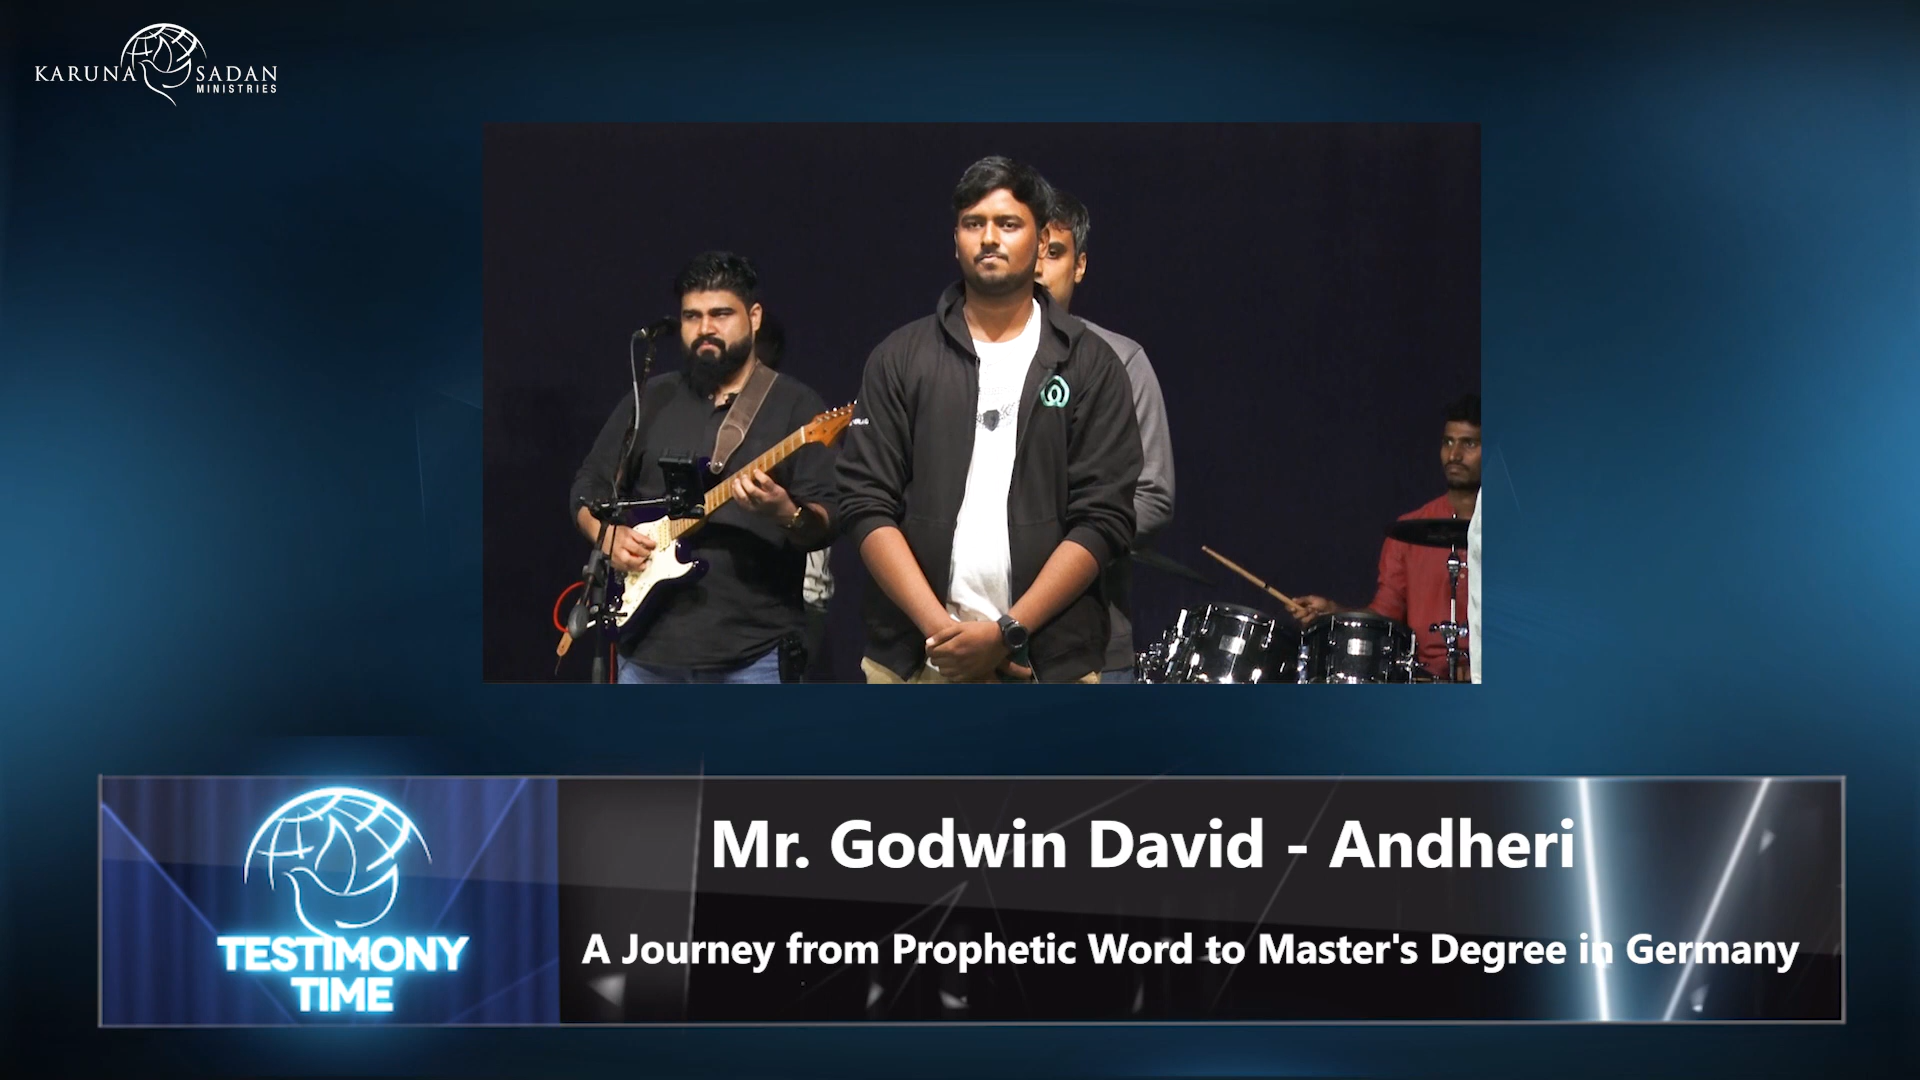 KARUNA SADAN
MINISTRIES
Mr. Godwin David - Andheri
A Journey from Prophetic Word to Master's Degree in Germany
TESTIMONY
TIME